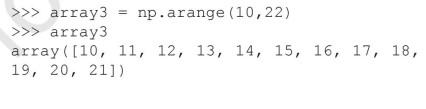 >>> array3 = np.arange(10,22)
>>> array3
array([10, 11, 12, 13, 14, 15, 16, 17, 18,
19, 20, 21])